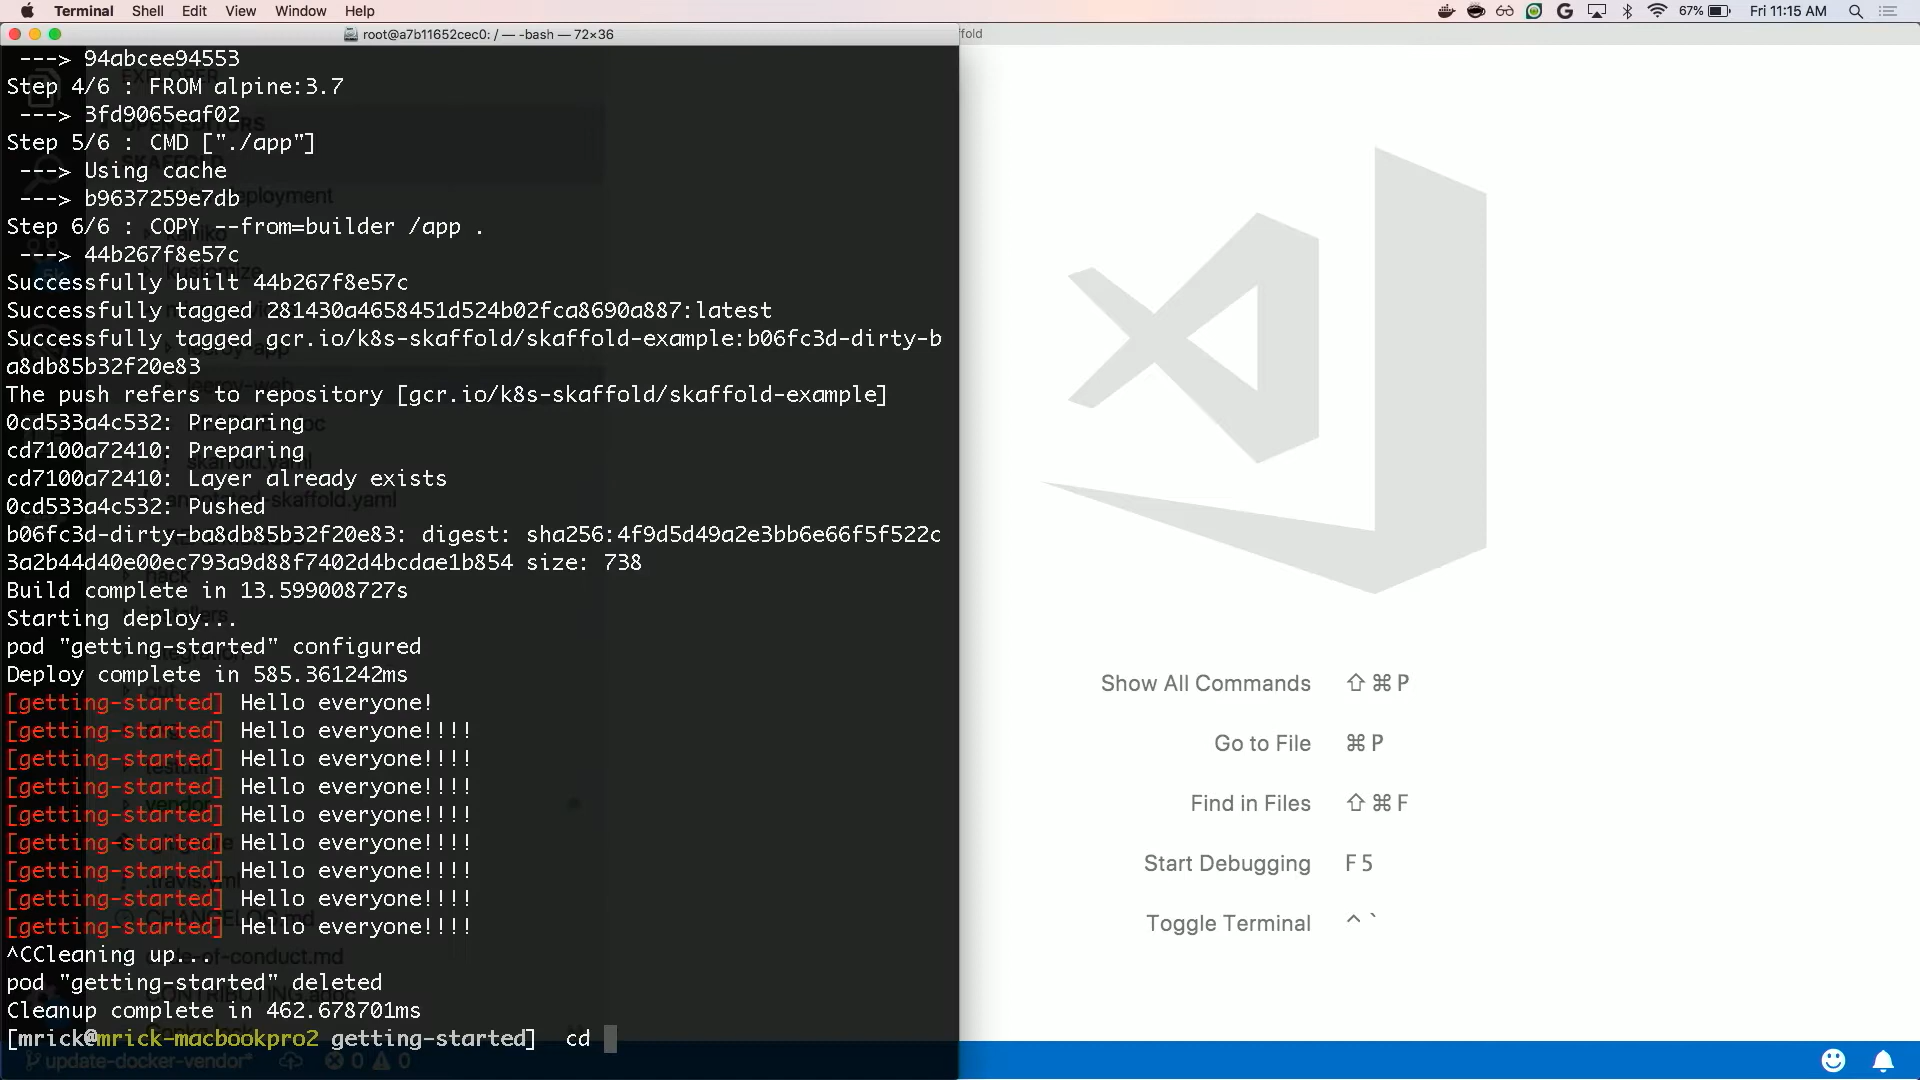 Terminal Shell Edit View Window Help 67% Fri 11:15 AM
root@a7b11652cec0: / — -bash — 72×36
fold
---> 94abcee94553
Step 4/6 : FROM alpine:3.7
---> 3fd9065eaf02
Step 5/6 : CMD ["./app"]
---> Using cache
---> b9637259e7db
Step 6/6 : COPY --from=builder /app .
---> 44b267f8e57c
Successfully built 44b267f8e57c
Successfully tagged 281430a4658451d524b02fca8690a887:latest
Successfully tagged gcr.io/k8s-skaffold/skaffold-example:b06fc3d-dirty-b
a8db85b32f20e83
The push refers to repository [gcr.io/k8s-skaffold/skaffold-example]
0cd533a4c532: Preparing
cd7100a72410: Preparing
cd7100a72410: Layer already exists
0cd533a4c532: Pushed
b06fc3d-dirty-ba8db85b32f20e83: digest: sha256:4f9d5d49a2e3bb6e66f5f522c
3a2b44d40e00ec793a9d88f7402d4bcdae1b854 size: 738
Build complete in 13.599008727s
Starting deploy...
pod "getting-started" configured
Deploy complete in 585.361242ms
[getting-started] Hello everyone!
[getting-started] Hello everyone!!!!
[getting-started] Hello everyone!!!!
[getting-started] Hello everyone!!!!
[getting-started] Hello everyone!!!!
[getting-started] Hello everyone!!!!
[getting-started] Hello everyone!!!!
[getting-started] Hello everyone!!!!
[getting-started] Hello everyone!!!!
^CCleaning up...
pod "getting-started" deleted
Cleanup complete in 462.678701ms
[mrick@mrick-macbookpro2 getting-started] cd
update-docker-vendor* 0 0
Show All Commands ⇧⌘P
Go to File ⌘P
Find in Files ⇧⌘F
Start Debugging F5
Toggle Terminal ^`